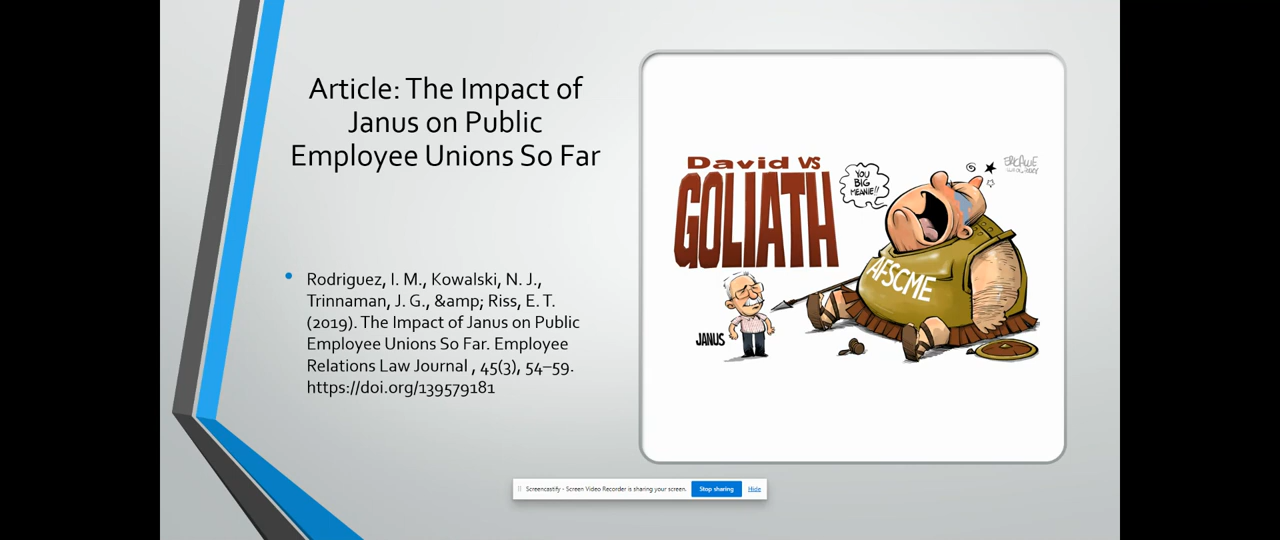 Article: The Impact of
Janus on Public
Employee Unions So Far
Rodriguez, I. M., Kowalski, N. J.,
Trinnaman, J. G., &amp; Riss, E. T.
(2019). The Impact of Janus on Public
Employee Unions So Far. Employee
Relations Law Journal , 45(3), 54–59.
https://doi.org/139579181
David VS
GOLIATH
YOU
BIG
MEANIE!!
AFSCME
JANUS
Screencastify - Screen Video Recorder is sharing your screen.
Stop sharing
Hide